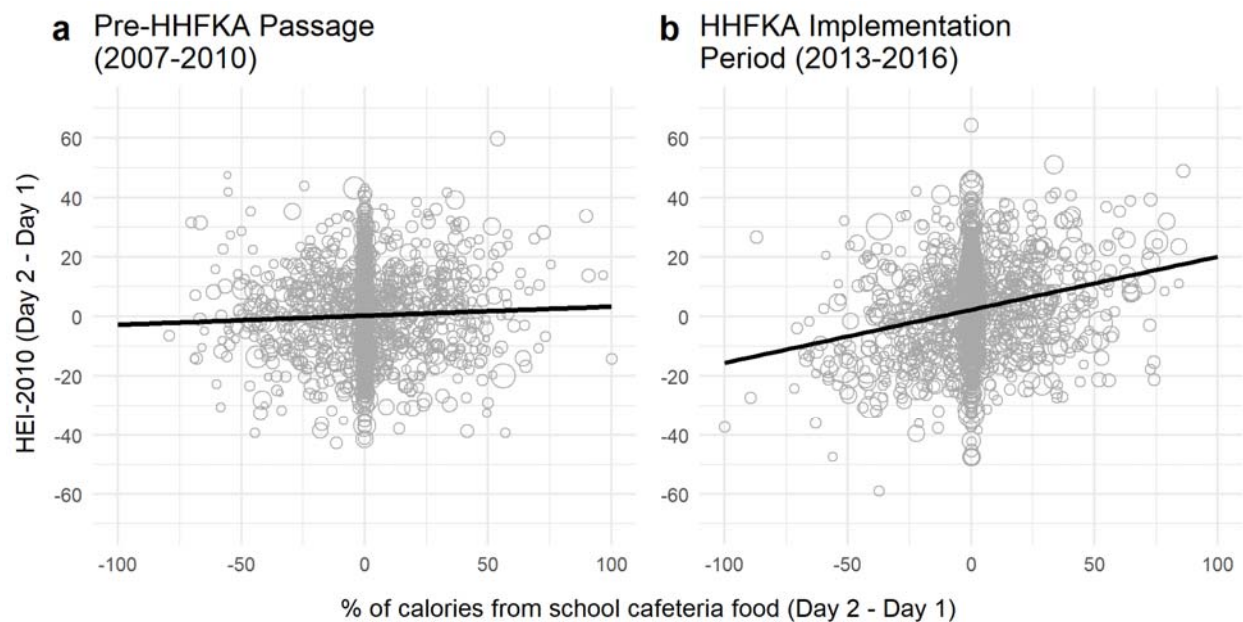 a Pre-HHFKA Passage
(2007-2010)
b HHFKA Implementation
Period (2013-2016)
HEI-2010 (Day 2 - Day 1)
60
40
20
0
-20
-40
-60
60
40
20
0
-20
-40
-60
-100 -50 0 50 100
-100 -50 0 50 100
% of calories from school cafeteria food (Day 2 - Day 1)